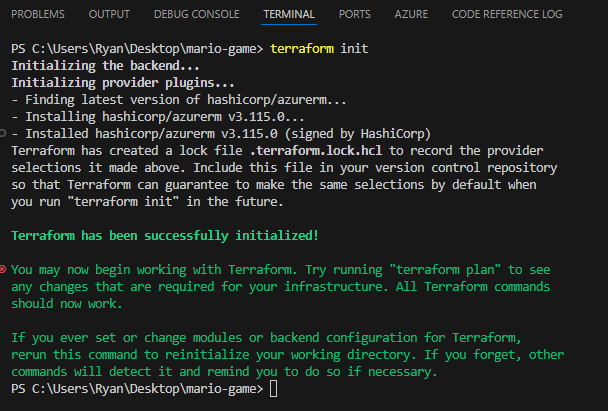 PROBLEMS OUTPUT DEBUG CONSOLE TERMINAL PORTS AZURE CODE REFERENCE LOG
PS C:\Users\Ryan\Desktop\mario-game> terraform init
Initializing the backend...
Initializing provider plugins...
- Finding latest version of hashicorp/azurerm...
- Installing hashicorp/azurerm v3.115.0...
- Installed hashicorp/azurerm v3.115.0 (signed by HashiCorp)
Terraform has created a lock file .terraform.lock.hcl to record the provider
selections it made above. Include this file in your version control repository
so that Terraform can guarantee to make the same selections by default when
you run "terraform init" in the future.
Terraform has been successfully initialized!
You may now begin working with Terraform. Try running "terraform plan" to see
any changes that are required for your infrastructure. All Terraform commands
should now work.
If you ever set or change modules or backend configuration for Terraform,
rerun this command to reinitialize your working directory. If you forget, other
commands will detect it and remind you to do so if necessary.
PS C:\Users\Ryan\Desktop\mario-game>